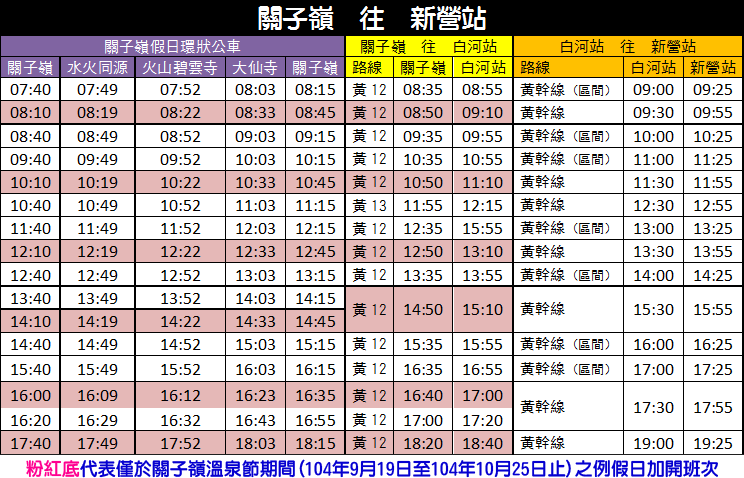 關子嶺 往 新營站
關子嶺假日環狀公車 關子嶺 往 白河站 白河站 往 新營站
關子嶺 水火同源 火山碧雲寺 大仙寺 關子嶺 路線 關子嶺 白河站 路線 白河站 新營站
07:40 07:49 07:52 08:03 08:15 黃 12 08:35 08:55 黃幹線（區間） 09:00 09:25
08:10 08:19 08:22 08:33 08:45 黃 12 08:50 09:10 黃幹線 09:30 09:55
08:40 08:49 08:52 09:03 09:15 黃 12 09:35 09:55 黃幹線（區間） 10:00 10:25
09:40 09:49 09:52 10:03 10:15 黃 12 10:35 10:55 黃幹線（區間） 11:00 11:25
10:10 10:19 10:22 10:33 10:45 黃 12 10:50 11:10 黃幹線 11:30 11:55
10:40 10:49 10:52 11:03 11:15 黃 13 11:55 12:15 黃幹線 12:30 12:55
11:40 11:49 11:52 12:03 12:15 黃 12 12:35 15:55 黃幹線（區間） 13:00 13:25
12:10 12:19 12:22 12:33 12:45 黃 12 12:50 13:10 黃幹線 13:30 13:55
12:40 12:49 12:52 13:03 13:15 黃 12 13:35 13:55 黃幹線（區間） 14:00 14:25
13:40 13:49 13:52 14:03 14:15 黃 12 14:50 15:10 黃幹線 15:30 15:55
14:10 14:19 14:22 14:33 14:45
14:40 14:49 14:52 15:03 15:15 黃 12 15:35 15:55 黃幹線（區間） 16:00 16:25
15:40 15:49 15:52 16:03 16:15 黃 12 16:35 16:55 黃幹線（區間） 17:00 17:25
16:00 16:09 16:12 16:23 16:35 黃 12 16:40 17:00 黃幹線 17:30 17:55
16:20 16:29 16:32 16:43 16:55 黃 12 17:00 17:20
17:40 17:49 17:52 18:03 18:15 黃 12 18:20 18:40 黃幹線 19:00 19:25
粉紅底代表僅於關子嶺溫泉節期間(104年9月19日至104年10月25日止)之例假日加開班次